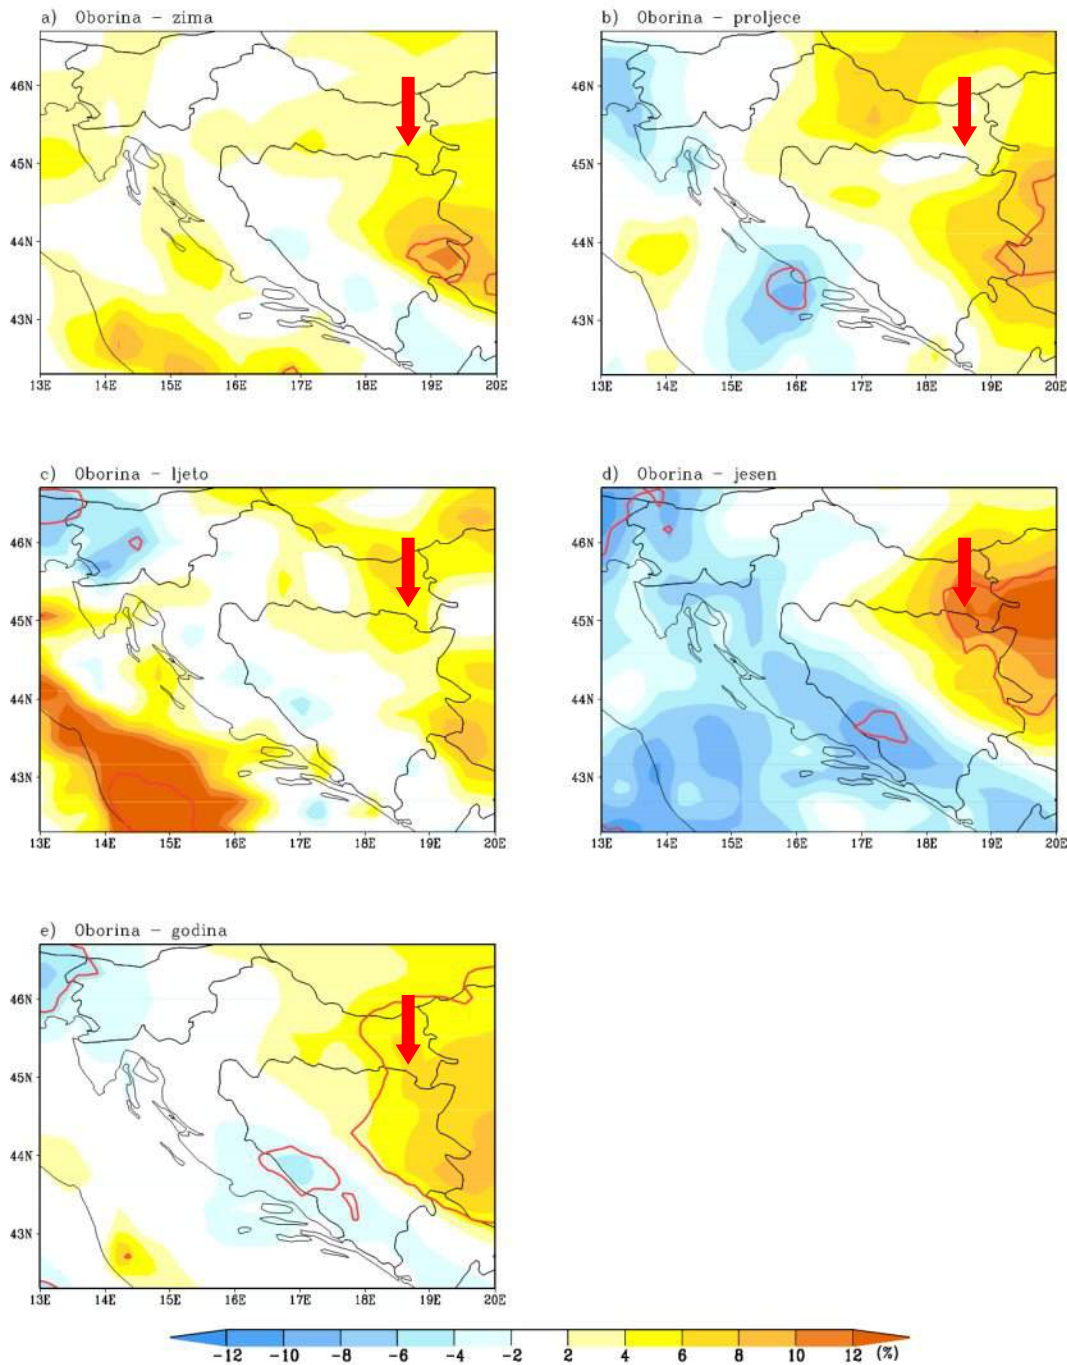 a) Oborina – zima
46N
45N
44N
43N
13E 14E 15E 16E 17E 18E 19E 20E
b) Oborina – proljece
46N
45N
44N
43N
13E 14E 15E 16E 17E 18E 19E 20E
c) Oborina – ljeto
46N
45N
44N
43N
13E 14E 15E 16E 17E 18E 19E 20E
d) Oborina – jesen
46N
45N
44N
43N
13E 14E 15E 16E 17E 18E 19E 20E
e) Oborina – godina
46N
45N
44N
43N
13E 14E 15E 16E 17E 18E 19E 20E
-12 -10 -8 -6 -4 -2 2 4 6 8 10 12 (%)